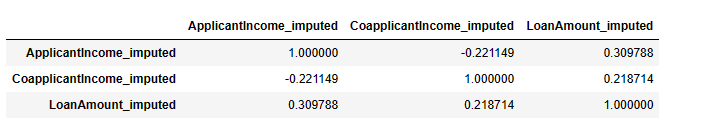 ApplicantIncome_imputed CoapplicantIncome_imputed LoanAmount_imputed
ApplicantIncome_imputed 1.000000 -0.221149 0.309788
CoapplicantIncome_imputed -0.221149 1.000000 0.218714
LoanAmount_imputed 0.309788 0.218714 1.000000